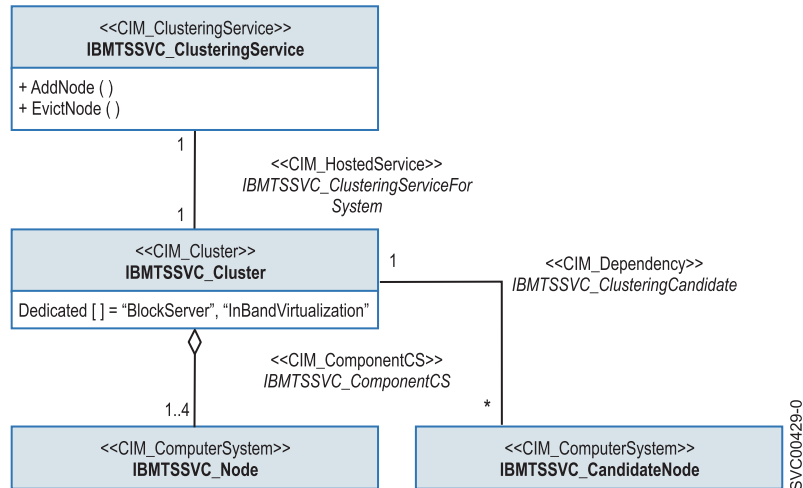 <<CIM_ClusteringService>>
IBMTSSVC_ClusteringService
+ AddNode ( )
+ EvictNode ( )
1
<<CIM_HostedService>>
IBMTSSVC_ClusteringServiceFor
System
1
<<CIM_Cluster>>
IBMTSSVC_Cluster
Dedicated [ ] = “BlockServer”, “InBandVirtualization”
1
<<CIM_Dependency>>
IBMTSSVC_ClusteringCandidate
<<CIM_ComponentCS>>
IBMTSSVC_ComponentCS
1..4
*
<<CIM_ComputerSystem>>
IBMTSSVC_Node
<<CIM_ComputerSystem>>
IBMTSSVC_CandidateNode
SVC00429-0